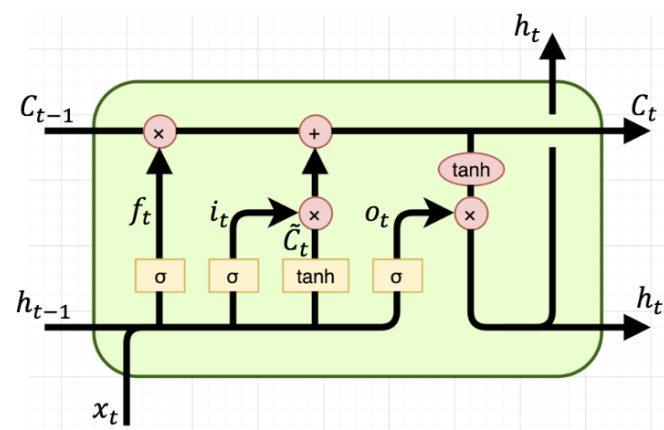 h_t
C_{t-1}
×
+
C_t
tanh
f_t
i_t
×
o_t
×
C̃_t
σ
σ
tanh
σ
h_{t-1}
h_t
x_t